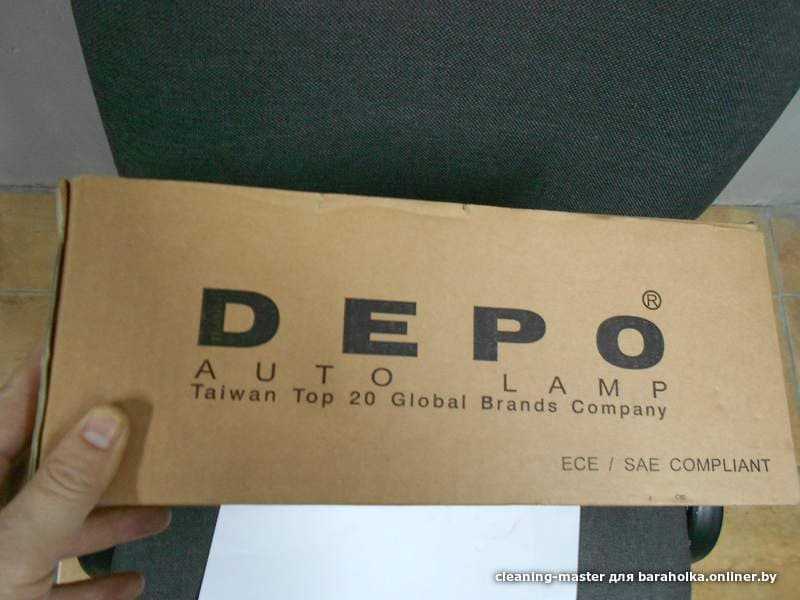 DEPO®
AUTO LAMP
Taiwan Top 20 Global Brands Company
ECE / SAE COMPLIANT
cleaning-master для baraholka.onliner.by